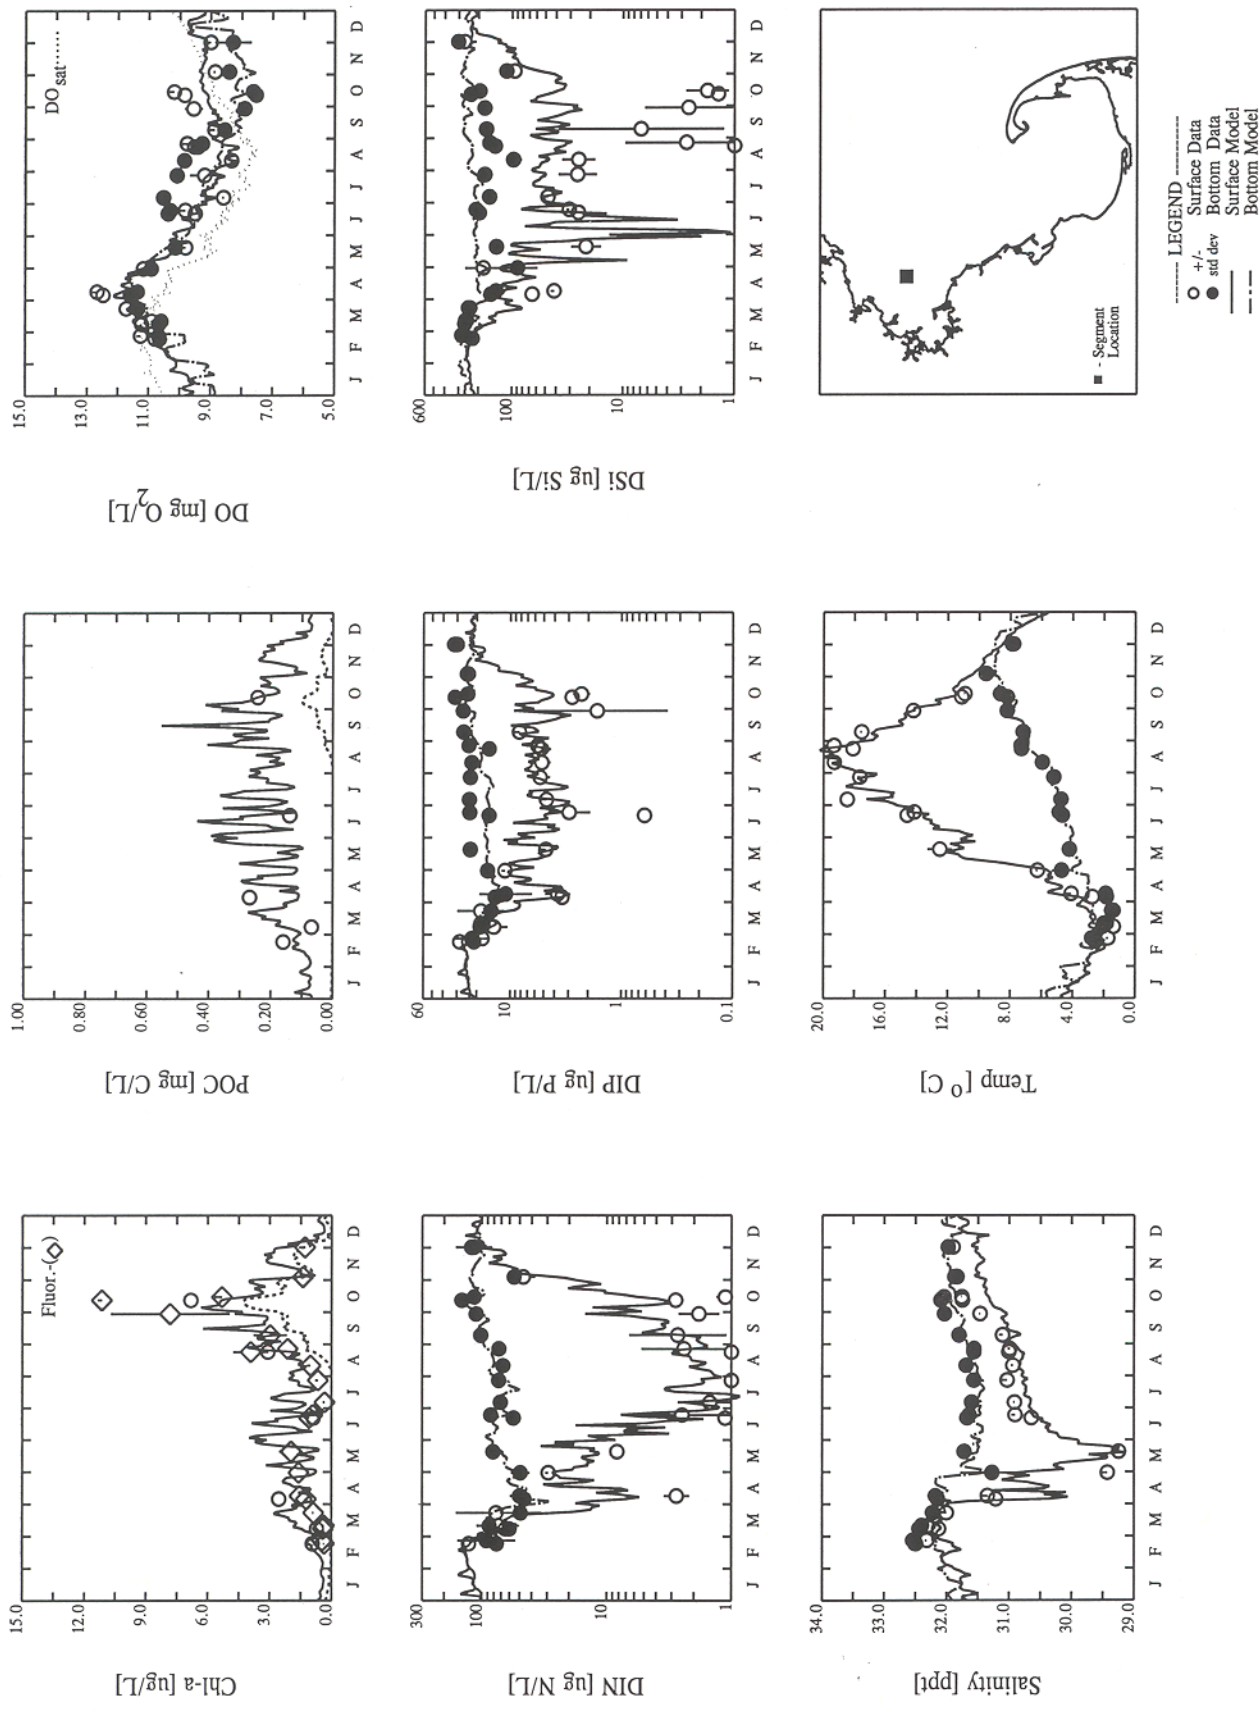 Fluor.-(◇)
15.0
12.0
9.0
6.0
3.0
0.0
Chl-a [ug/L]
J F M A M J J A S O N D
1.00
0.80
0.60
0.40
0.20
0.00
POC [mg C/L]
J F M A M J J A S O N D
DO sat ......
15.0
13.0
11.0
9.0
7.0
5.0
DO [mg O2/L]
J F M A M J J A S O N D
300
100
10
1
DIN [ug N/L]
J F M A M J J A S O N D
60
10
1
0.1
DIP [ug P/L]
J F M A M J J A S O N D
600
100
10
1
DSi [ug Si/L]
J F M A M J J A S O N D
34.0
33.0
32.0
31.0
30.0
29.0
Salinity [ppt]
J F M A M J J A S O N D
20.0
16.0
12.0
8.0
4.0
0.0
Temp [°C]
J F M A M J J A S O N D
■ - Segment
Location
------ LEGEND ---------
○ +/- Surface Data
● std dev Bottom Data
Surface Model
Bottom Model